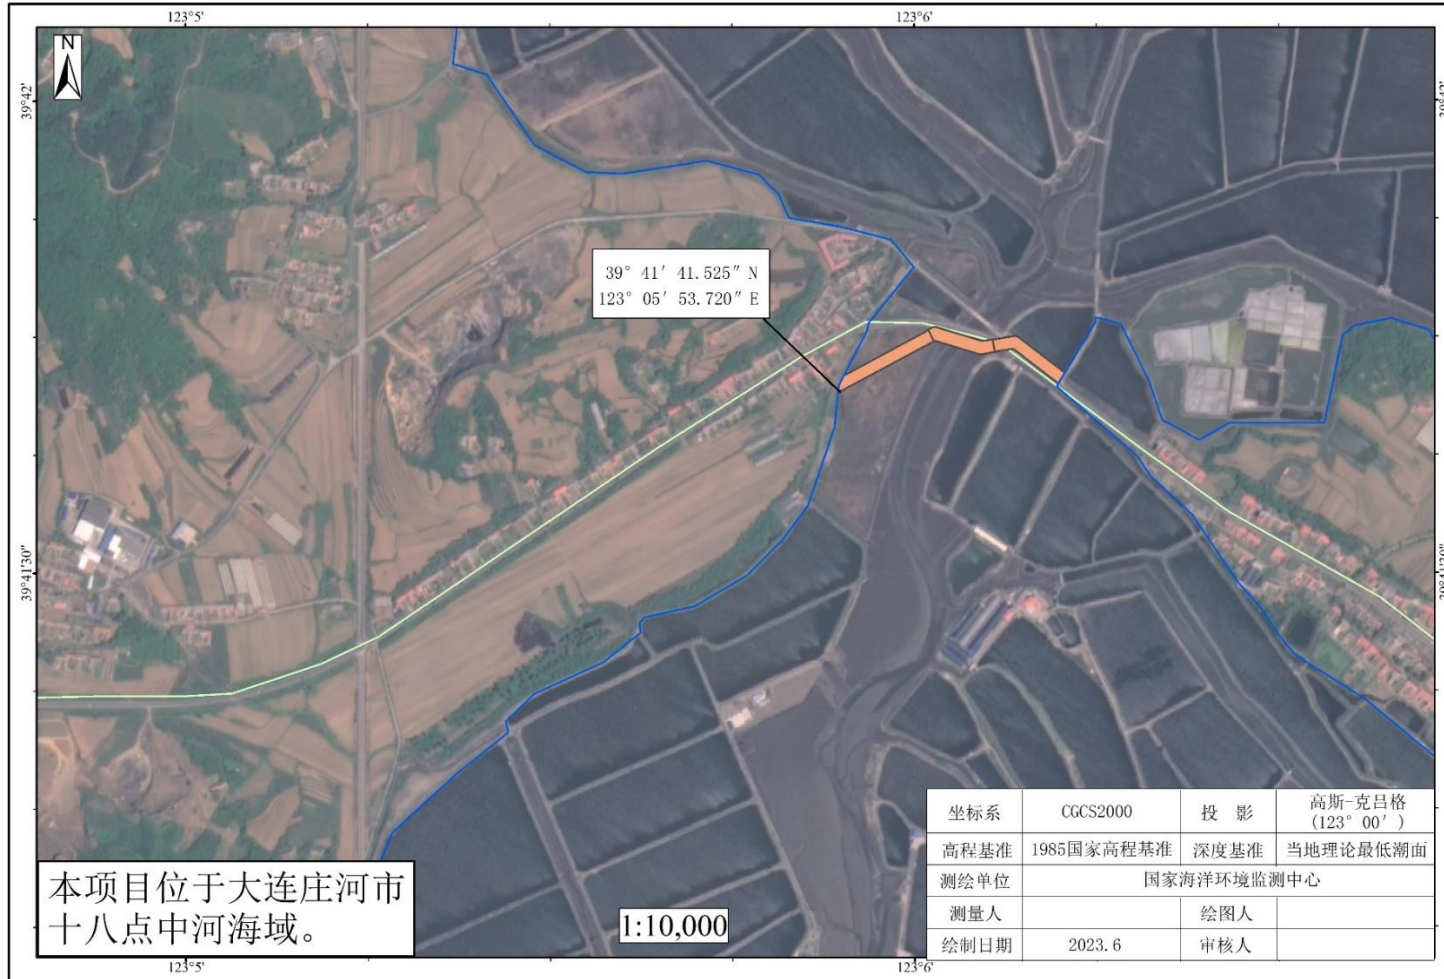 123°5′
123°6′
N
39°42′
39°42′
39° 41′ 41.525″ N
123° 05′ 53.720″ E
39°41′30″
39°41′30″
坐标系 CGCS2000 投 影 高斯-克吕格
(123° 00′ )
高程基准 1985国家高程基准 深度基准 当地理论最低潮面
测绘单位 国家海洋环境监测中心
测量人 绘图人
绘制日期 2023.6 审核人
本项目位于大连庄河市
十八点中河海域。
1:10,000
123°5′
123°6′